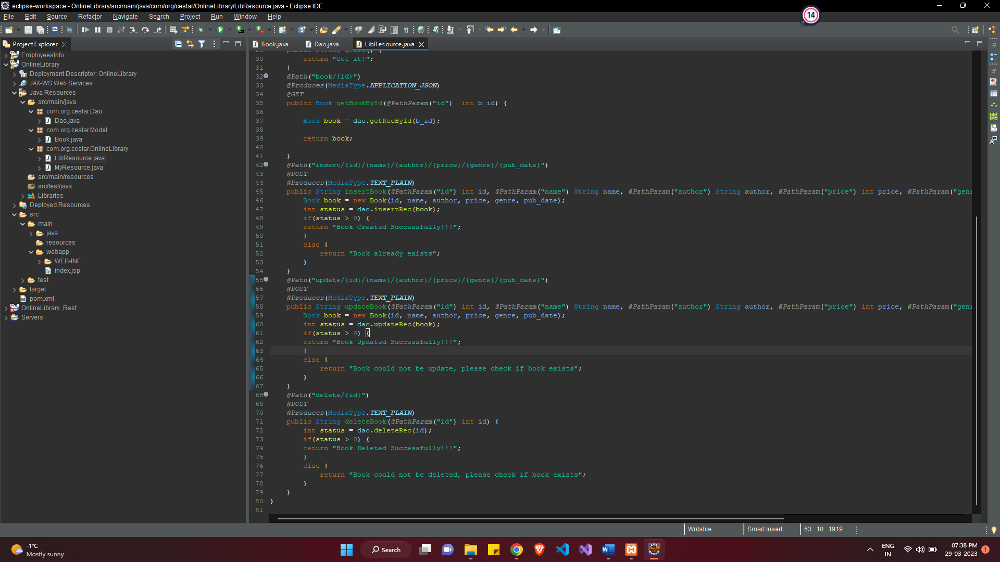 eclipse-workspace - OnlineLibrary/src/main/java/com/org/cestar/OnlineLibrary/LibResource.java - Eclipse IDE
14
File Edit Source Refactor Navigate Search Project Run Window Help
Project Explorer
Book.java Dao.java LibResource.java
EmployeesInfo
OnlineLibrary
Deployment Descriptor: OnlineLibrary
JAX-WS Web Services
Java Resources
src/main/java
com.org.cestar.Dao
Dao.java
com.org.cestar.Model
Book.java
com.org.cestar.OnlineLibrary
LibResource.java
MyResource.java
src/main/resources
src/test/java
Libraries
Deployed Resources
src
main
java
resources
webapp
WEB-INF
index.jsp
test
target
pom.xml
OnlineLibrary_Rest
Servers
29 public String getIt() {
30 return "Got it!";
31 }
32 @Path("book/{id}")
33 @Produces(MediaType.APPLICATION_JSON)
34 @GET
35 public Book getBookById(@PathParam("id")  int b_id) {
36
37 Book book = dao.getRecById(b_id);
38
39 return book;
40
41 }
42 @Path("insert/{id}/{name}/{author}/{price}/{genre}/{pub_date}")
43 @POST
44 @Produces(MediaType.TEXT_PLAIN)
45 public String insertBook(@PathParam("id") int id, @PathParam("name") String name, @PathParam("author") String author, @PathParam("price") int price, @PathParam("genr
46 Book book = new Book(id, name, author, price, genre, pub_date);
47 int status = dao.insertRec(book);
48 if(status > 0) {
49 return "Book Created Successfully!!!";
50 }
51 else {
52 return "Book already exists";
53 }
54 }
55 @Path("update/{id}/{name}/{author}/{price}/{genre}/{pub_date}")
56 @POST
57 @Produces(MediaType.TEXT_PLAIN)
58 public String updateBook(@PathParam("id") int id, @PathParam("name") String name, @PathParam("author") String author, @PathParam("price") int price, @PathParam("genr
59 Book book = new Book(id, name, author, price, genre, pub_date);
60 int status = dao.updateRec(book);
61 if(status > 0) {
62 return "Book Updated Successfully!!!";
63 }
64 else {
65 return "Book could not be update, please check if book exists";
66 }
67 }
68 @Path("delete/{id}")
69 @POST
70 @Produces(MediaType.TEXT_PLAIN)
71 public String deleteBook(@PathParam("id") int id) {
72 int status = dao.deleteRec(id);
73 if(status > 0) {
74 return "Book Deleted Successfully!!!";
75 }
76 else {
77 return "Book could not be deleted, please check if book exists";
78 }
79 }
80 }
81
Writable Smart Insert 63 : 10 : 1919
-1°C
Mostly sunny
Search
ENG
IN
07:38 PM
29-03-2023
1